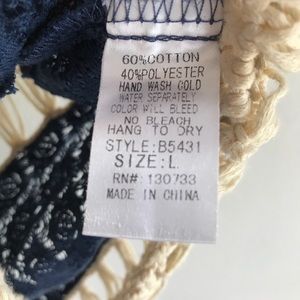 60%COTTON
40%POLYESTER
HAND WASH COLD
WATER SEPARATELY
COLOR WILL BLEED
NO BLEACH
HANG TO DRY
STYLE:B5431
SIZE:L
RN#: 130733
MADE IN CHINA